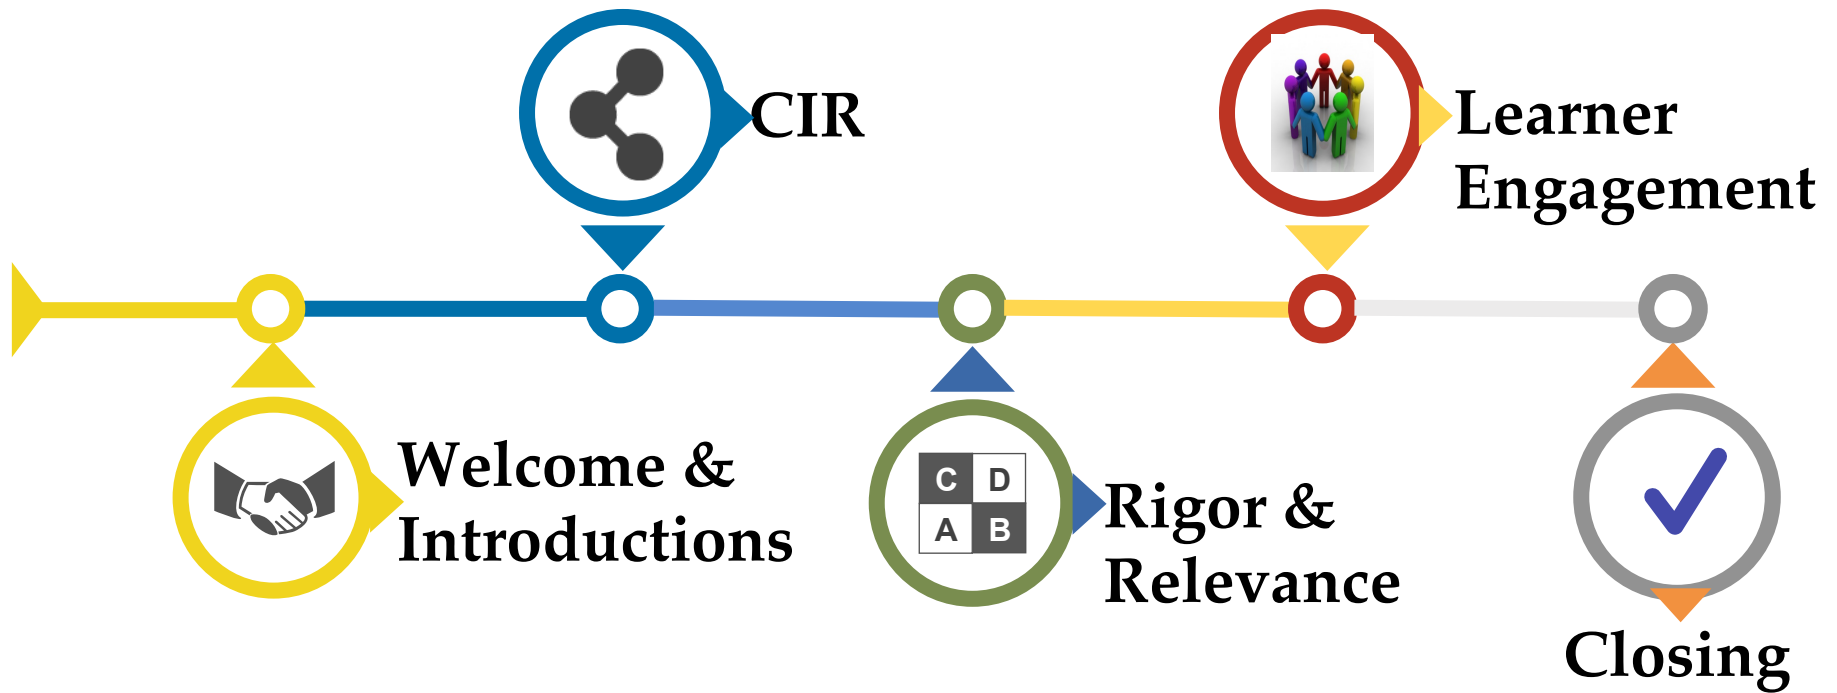 CIR
Learner
Engagement
Welcome &
Introductions
C D
A B
Rigor &
Relevance
Closing